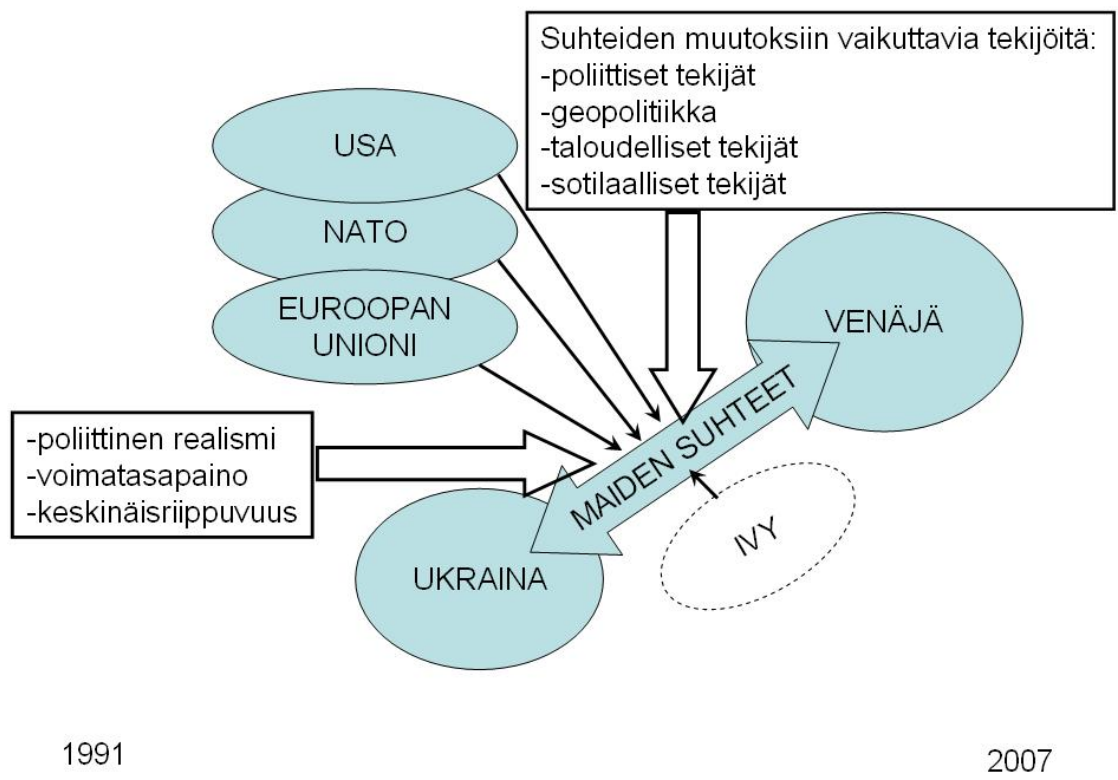 Suhteiden muutoksiin vaikuttavia tekijöitä:
-poliittiset tekijät
-geopolitiikka
-taloudelliset tekijät
-sotilaalliset tekijät
USA
NATO
EUROOPAN
UNIONI
VENÄJÄ
-poliittinen realismi
-voimatasapaino
-keskinäisriippuvuus
MAIDEN SUHTEET
IVY
UKRAINA
1991
2007